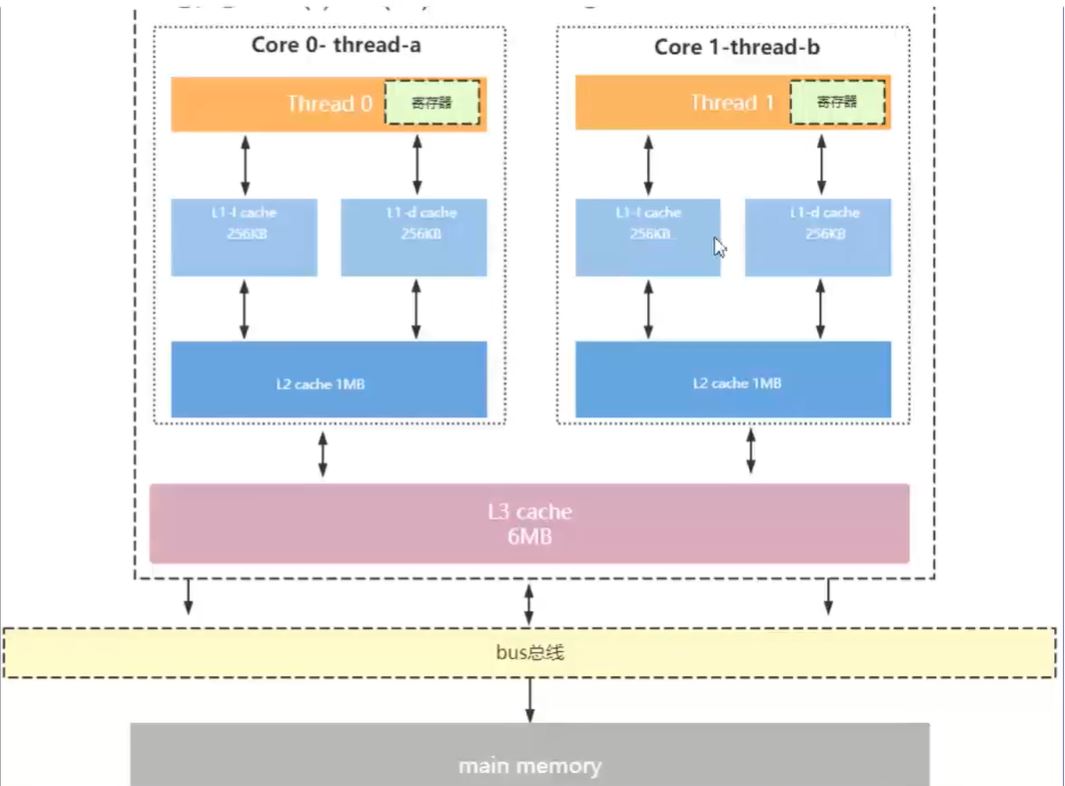 Core 0- thread-a
Core 1-thread-b
Thread 0
寄存器
Thread 1
寄存器
L1-I cache
256KB
L1-d cache
256KB
L1-I cache
256KB
L1-d cache
256KB
L2 cache 1MB
L2 cache 1MB
L3 cache
6MB
bus总线
main memory